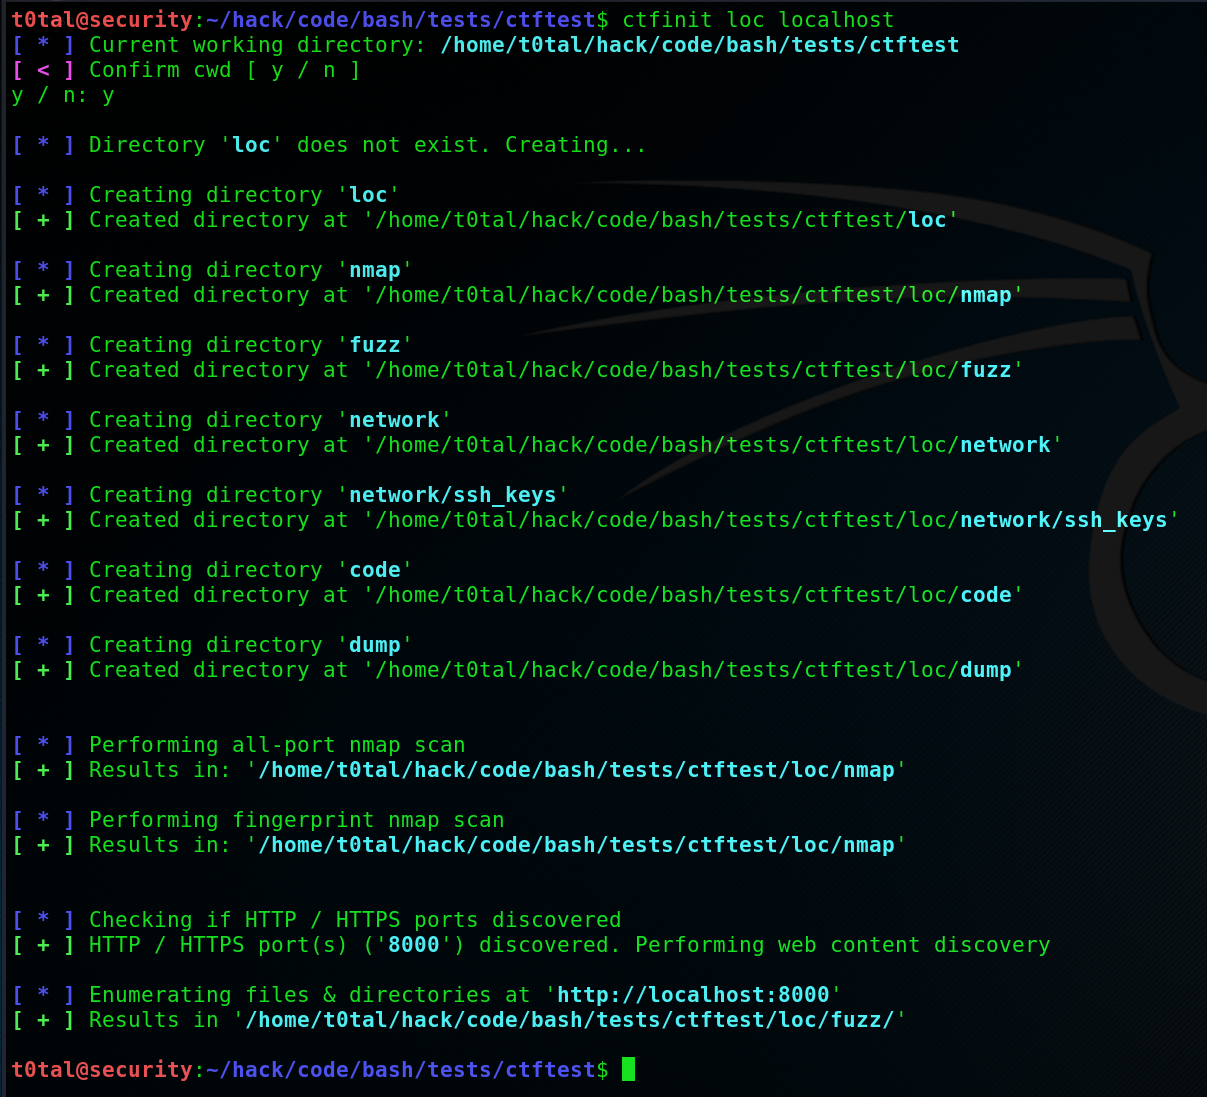 t0tal@security:~/hack/code/bash/tests/ctftest$ ctfinit loc localhost
[ * ] Current working directory: /home/t0tal/hack/code/bash/tests/ctftest
[ < ] Confirm cwd [ y / n ]
y / n: y
[ * ] Directory 'loc' does not exist. Creating...
[ * ] Creating directory 'loc'
[ + ] Created directory at '/home/t0tal/hack/code/bash/tests/ctftest/loc'
[ * ] Creating directory 'nmap'
[ + ] Created directory at '/home/t0tal/hack/code/bash/tests/ctftest/loc/nmap'
[ * ] Creating directory 'fuzz'
[ + ] Created directory at '/home/t0tal/hack/code/bash/tests/ctftest/loc/fuzz'
[ * ] Creating directory 'network'
[ + ] Created directory at '/home/t0tal/hack/code/bash/tests/ctftest/loc/network'
[ * ] Creating directory 'network/ssh_keys'
[ + ] Created directory at '/home/t0tal/hack/code/bash/tests/ctftest/loc/network/ssh_keys'
[ * ] Creating directory 'code'
[ + ] Created directory at '/home/t0tal/hack/code/bash/tests/ctftest/loc/code'
[ * ] Creating directory 'dump'
[ + ] Created directory at '/home/t0tal/hack/code/bash/tests/ctftest/loc/dump'
[ * ] Performing all-port nmap scan
[ + ] Results in: '/home/t0tal/hack/code/bash/tests/ctftest/loc/nmap'
[ * ] Performing fingerprint nmap scan
[ + ] Results in: '/home/t0tal/hack/code/bash/tests/ctftest/loc/nmap'
[ * ] Checking if HTTP / HTTPS ports discovered
[ + ] HTTP / HTTPS port(s) ('8000') discovered. Performing web content discovery
[ * ] Enumerating files & directories at 'http://localhost:8000'
[ + ] Results in '/home/t0tal/hack/code/bash/tests/ctftest/loc/fuzz/'
t0tal@security:~/hack/code/bash/tests/ctftest$